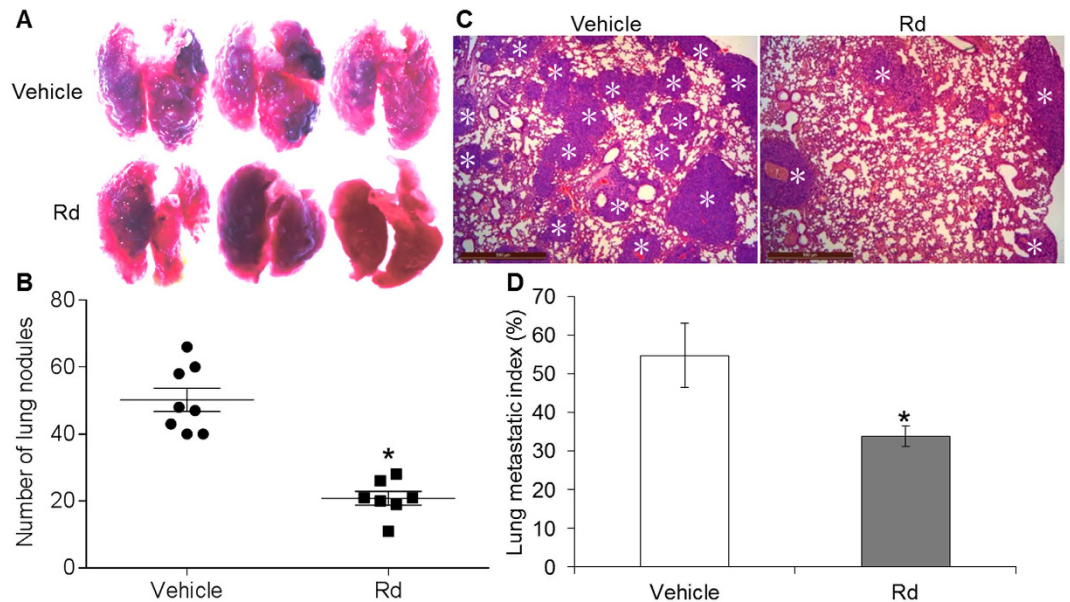 A
Vehicle
Rd
B
Number of lung nodules
80
60
40
20
0
*
Vehicle
Rd
C
Vehicle
Rd
* * * * * * * * * * * * * * * * *
* * * *
D
Lung metastatic index (%)
70
60
50
40
30
20
10
0
*
Vehicle
Rd